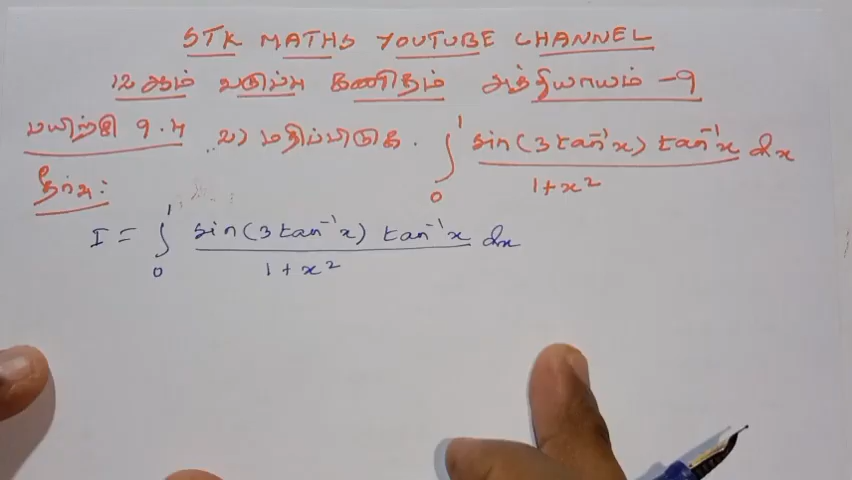 STK MATHS YOUTUBE CHANNEL
12 ஆம் வகுப்பு கணிதம் அத்தியாயம் -9
பயிற்சி 9.4 2) மதிப்பிடுக. ∫₀¹ sin(3tan⁻¹x) tan⁻¹x / 1+x² dx
தீர்வு:
I = ∫₀¹ sin(3tan⁻¹x) tan⁻¹x / 1+x² dx